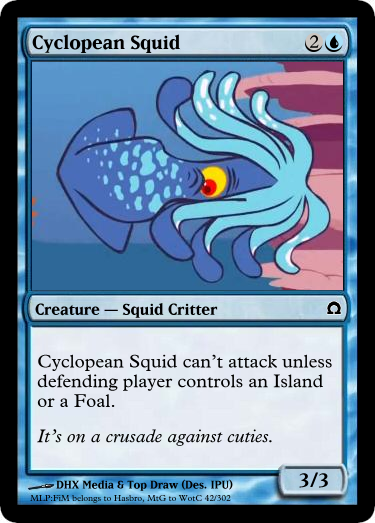 Cyclopean Squid 2
Creature — Squid Critter Ω
Cyclopean Squid can't attack unless
defending player controls an Island
or a Foal.
It's on a crusade against cuties.
DHX Media & Top Draw (Des. IPU)
MLP:FiM belongs to Hasbro, MtG to WotC 42/302
3/3